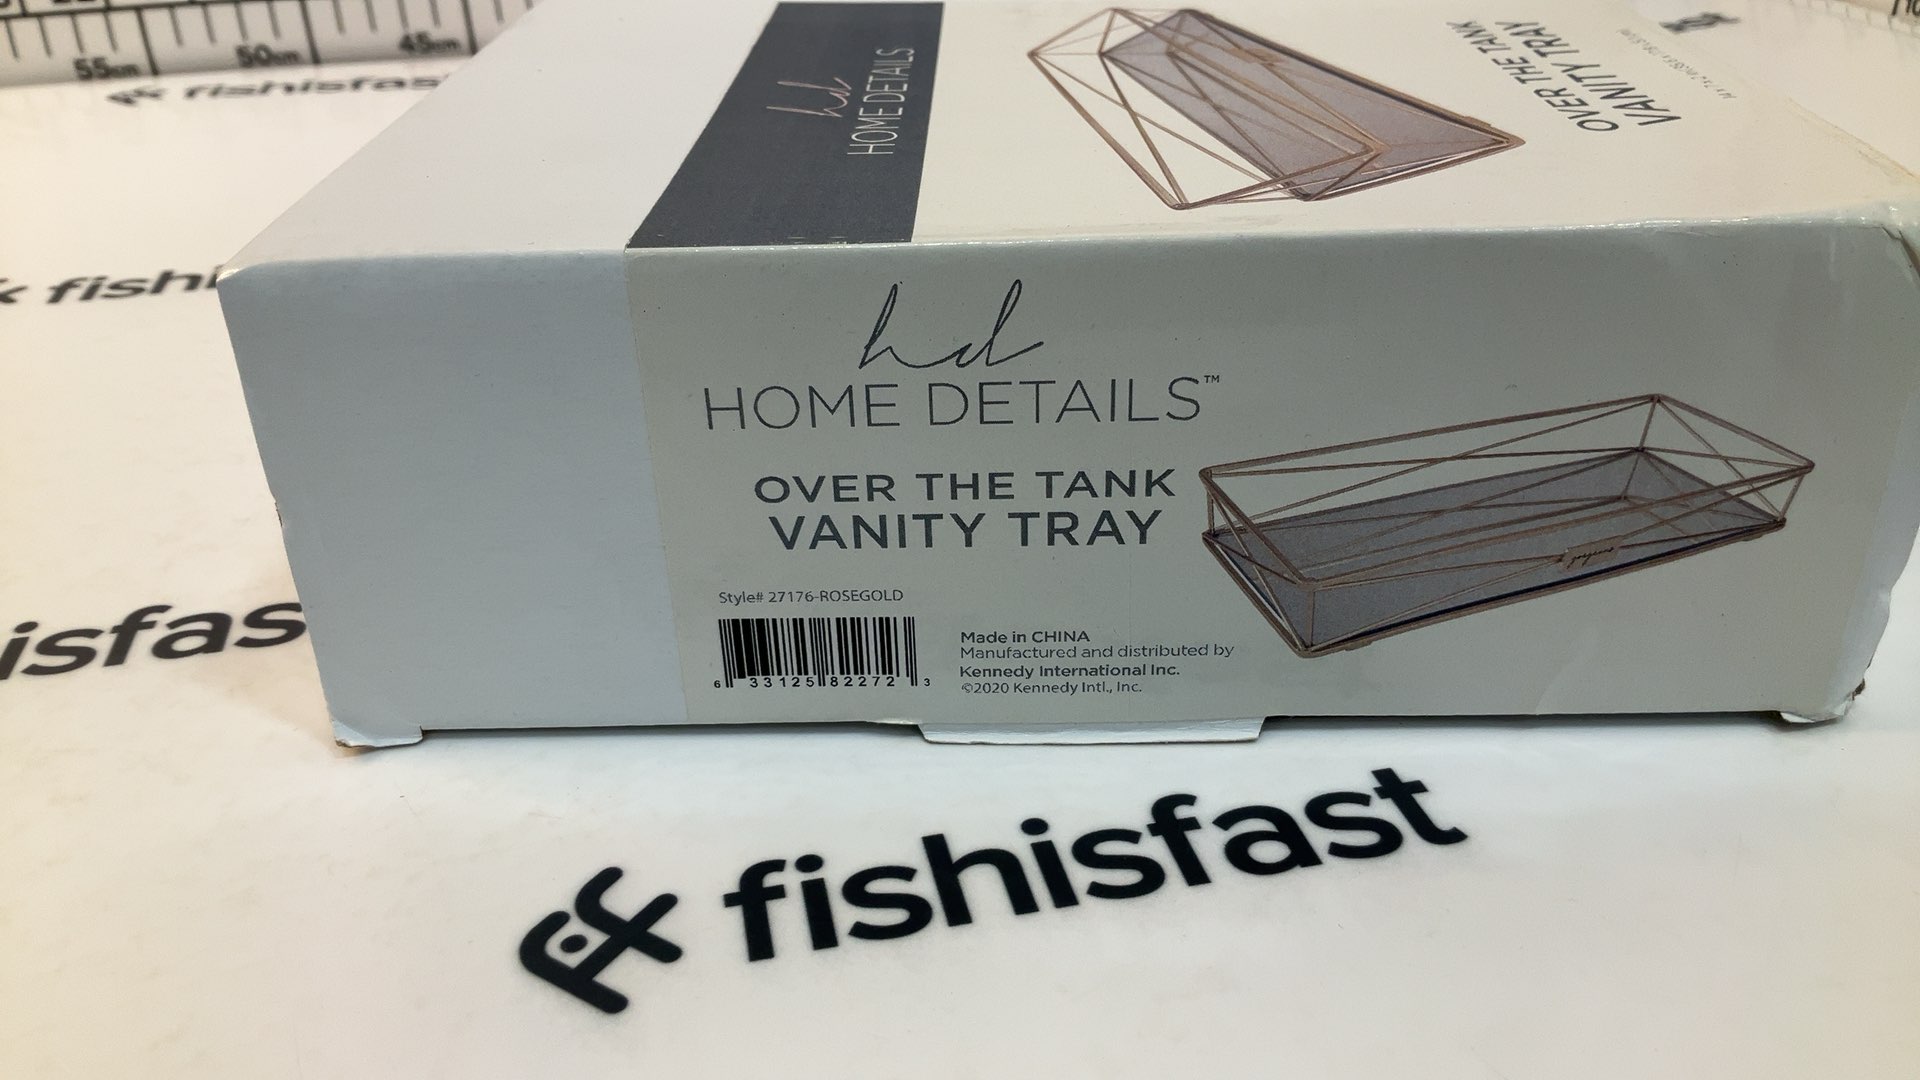 55cm
50cm
45cm
fishisfas
fishi
isfas
hd
HOME DETAILS
OVER THE TANK
VANITY TRAY
hd
HOME DETAILS™
OVER THE TANK
VANITY TRAY
Style# 27176-ROSEGOLD
6 33125 82272 3
Made in CHINA
Manufactured and distributed by
Kennedy International Inc.
©2020 Kennedy Intl., Inc.
fishisfast